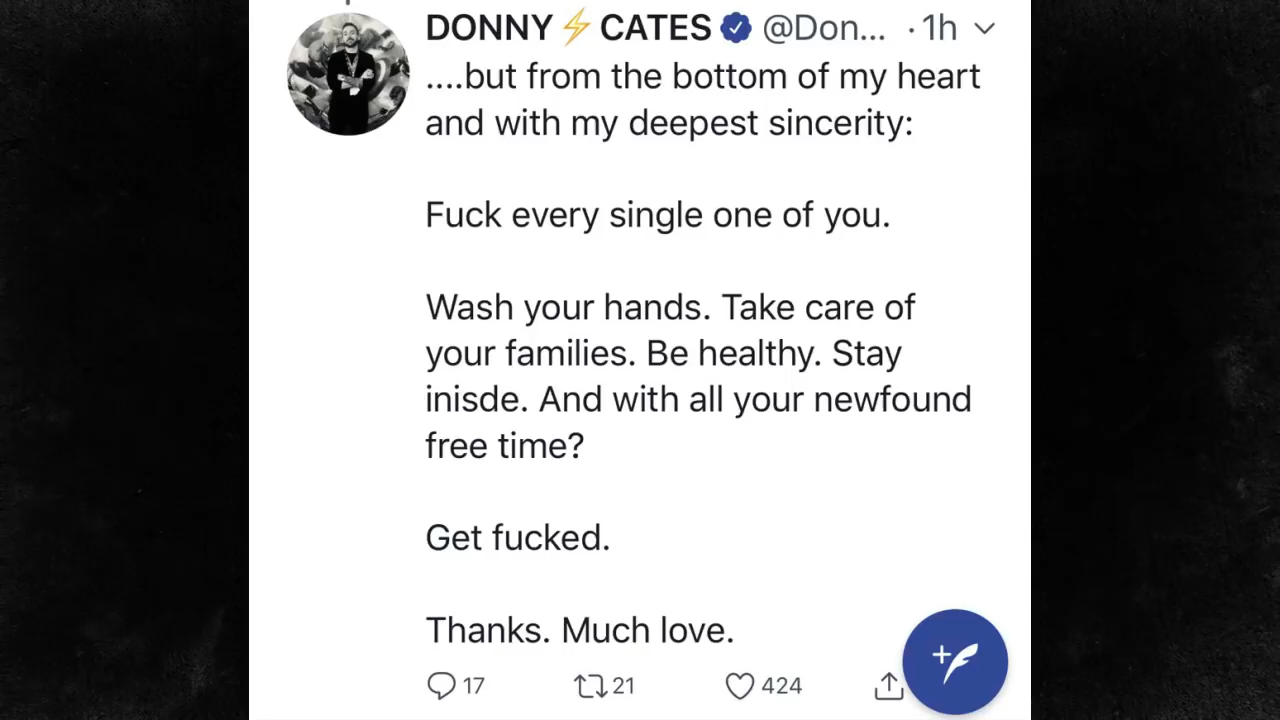 DONNY⚡CATES @Don... · 1h
....but from the bottom of my heart
and with my deepest sincerity:
Fuck every single one of you.
Wash your hands. Take care of
your families. Be healthy. Stay
inisde. And with all your newfound
free time?
Get fucked.
Thanks. Much love.
17 21 424